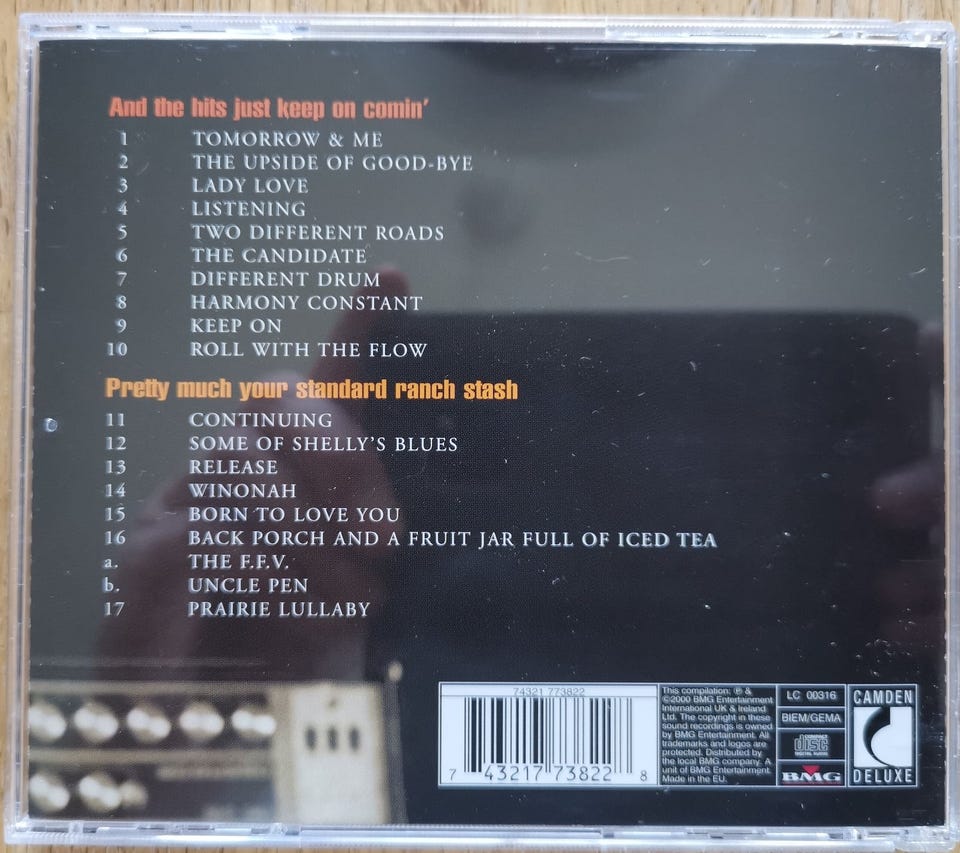 And the hits just keep on comin'
1 TOMORROW & ME
2 THE UPSIDE OF GOOD-BYE
3 LADY LOVE
4 LISTENING
5 TWO DIFFERENT ROADS
6 THE CANDIDATE
7 DIFFERENT DRUM
8 HARMONY CONSTANT
9 KEEP ON
10 ROLL WITH THE FLOW
Pretty much your standard ranch stash
11 CONTINUING
12 SOME OF SHELLY'S BLUES
13 RELEASE
14 WINONAH
15 BORN TO LOVE YOU
16 BACK PORCH AND A FRUIT JAR FULL OF ICED TEA
a. THE F.F.V.
b. UNCLE PEN
17 PRAIRIE LULLABY
74321 773822
7 43217 73822 8
This compilation: ℗ &
©2000 BMG Entertainment
International UK & Ireland
Ltd. The copyright in these
sound recordings is owned
by BMG Entertainment. All
trademarks and logos are
protected. Distributed by
the local BMG company. A
unit of BMG Entertainment.
Made in the EU.
LC 00316
BIEM/GEMA
COMPACT
disc
DIGITAL AUDIO
BMG
CAMDEN
DELUXE